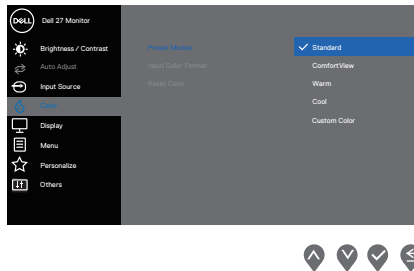 DELL
Dell 27 Monitor
Brightness / Contrast
Auto Adjust
Input Source
Color
Display
Menu
Personalize
Others
Preset Modes
Input Color Format
Reset Color
Standard
ComfortView
Warm
Cool
Custom Color